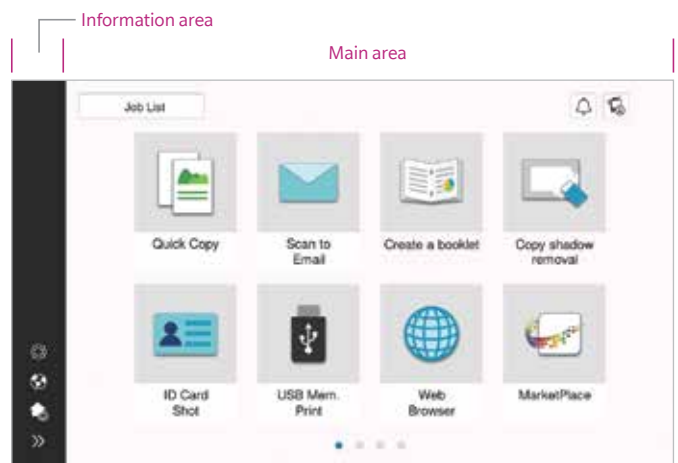 Information area
Main area
Job List
Quick Copy
Scan to
Email
Create a booklet
Copy shadow
removal
ID Card
Shot
USB Mem.
Print
Web
Browser
MarketPlace